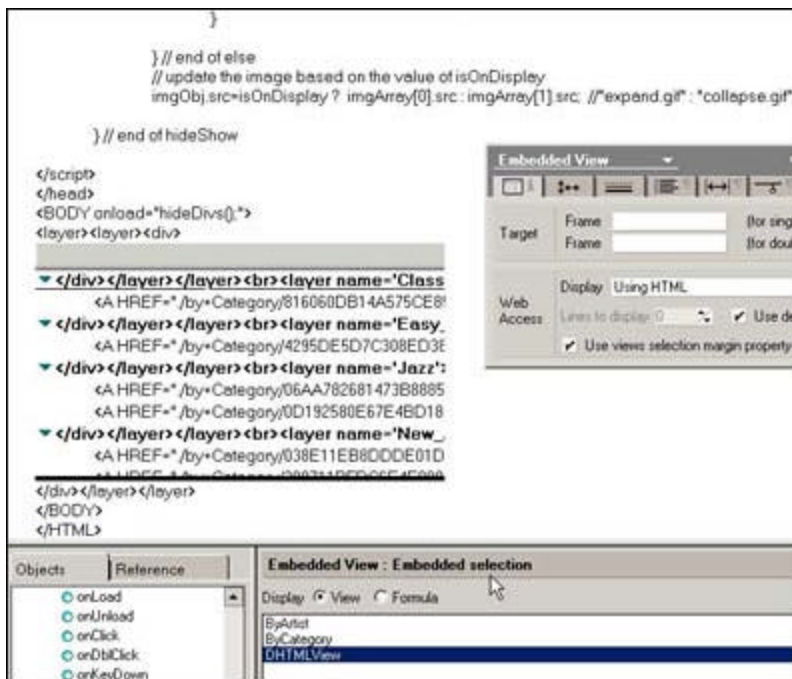 }
} // end of else
// update the image based on the value of isOnDisplay
imgObj.src=isOnDisplay ? imgArray[0].src : imgArray[1].src; //"expand.gif" : "collapse.gif"
} // end of hideShow
</script>
</head>
<BODY onload="hideDivs();">
<layer><layer><div>
</div></layer></layer><br><layer name='Class
<A HREF="./by+Category/816060DB14A575CE8
</div></layer></layer><br><layer name='Easy_
<A HREF="./by+Category/4295DE5D7C308ED3E
</div></layer></layer><br><layer name='Jazz'
<A HREF="./by+Category/06AA782681473B8885
<A HREF="./by+Category/0D192580E67E4BD18
</div></layer></layer><br><layer name='New_
<A HREF="./by+Category/038E11EB8DDDE01D
</div></layer></layer>
</BODY>
</HTML>
Embedded View
Target
Frame (for sing
Frame (for doul
Web Access
Display Using HTML
Lines to display 0 Use de
Use views selection margin property
Objects Reference
onLoad
onUnload
onClick
onDblClick
onKeyDown
Embedded View : Embedded selection
Display View Formula
ByArtist
ByCategory
DHTMLView